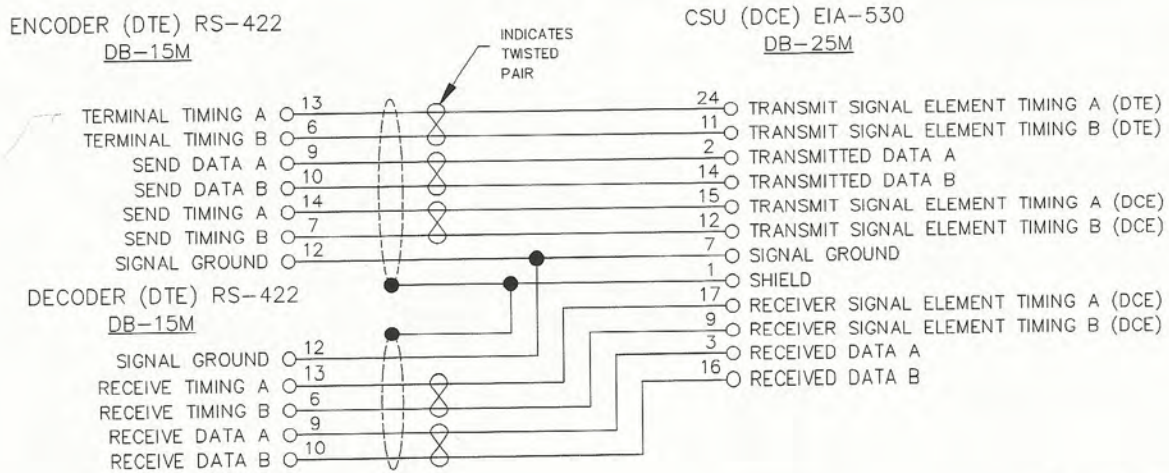 ENCODER (DTE) RS-422
DB-15M
INDICATES
TWISTED
PAIR
CSU (DCE) EIA-530
DB-25M
TERMINAL TIMING A 13
TERMINAL TIMING B 6
SEND DATA A 9
SEND DATA B 10
SEND TIMING A 14
SEND TIMING B 7
SIGNAL GROUND 12
24 TRANSMIT SIGNAL ELEMENT TIMING A (DTE)
11 TRANSMIT SIGNAL ELEMENT TIMING B (DTE)
2 TRANSMITTED DATA A
14 TRANSMITTED DATA B
15 TRANSMIT SIGNAL ELEMENT TIMING A (DCE)
12 TRANSMIT SIGNAL ELEMENT TIMING B (DCE)
7 SIGNAL GROUND
1 SHIELD
17 RECEIVER SIGNAL ELEMENT TIMING A (DCE)
9 RECEIVER SIGNAL ELEMENT TIMING B (DCE)
3 RECEIVED DATA A
16 RECEIVED DATA B
DECODER (DTE) RS-422
DB-15M
SIGNAL GROUND 12
RECEIVE TIMING A 13
RECEIVE TIMING B 6
RECEIVE DATA A 9
RECEIVE DATA B 10